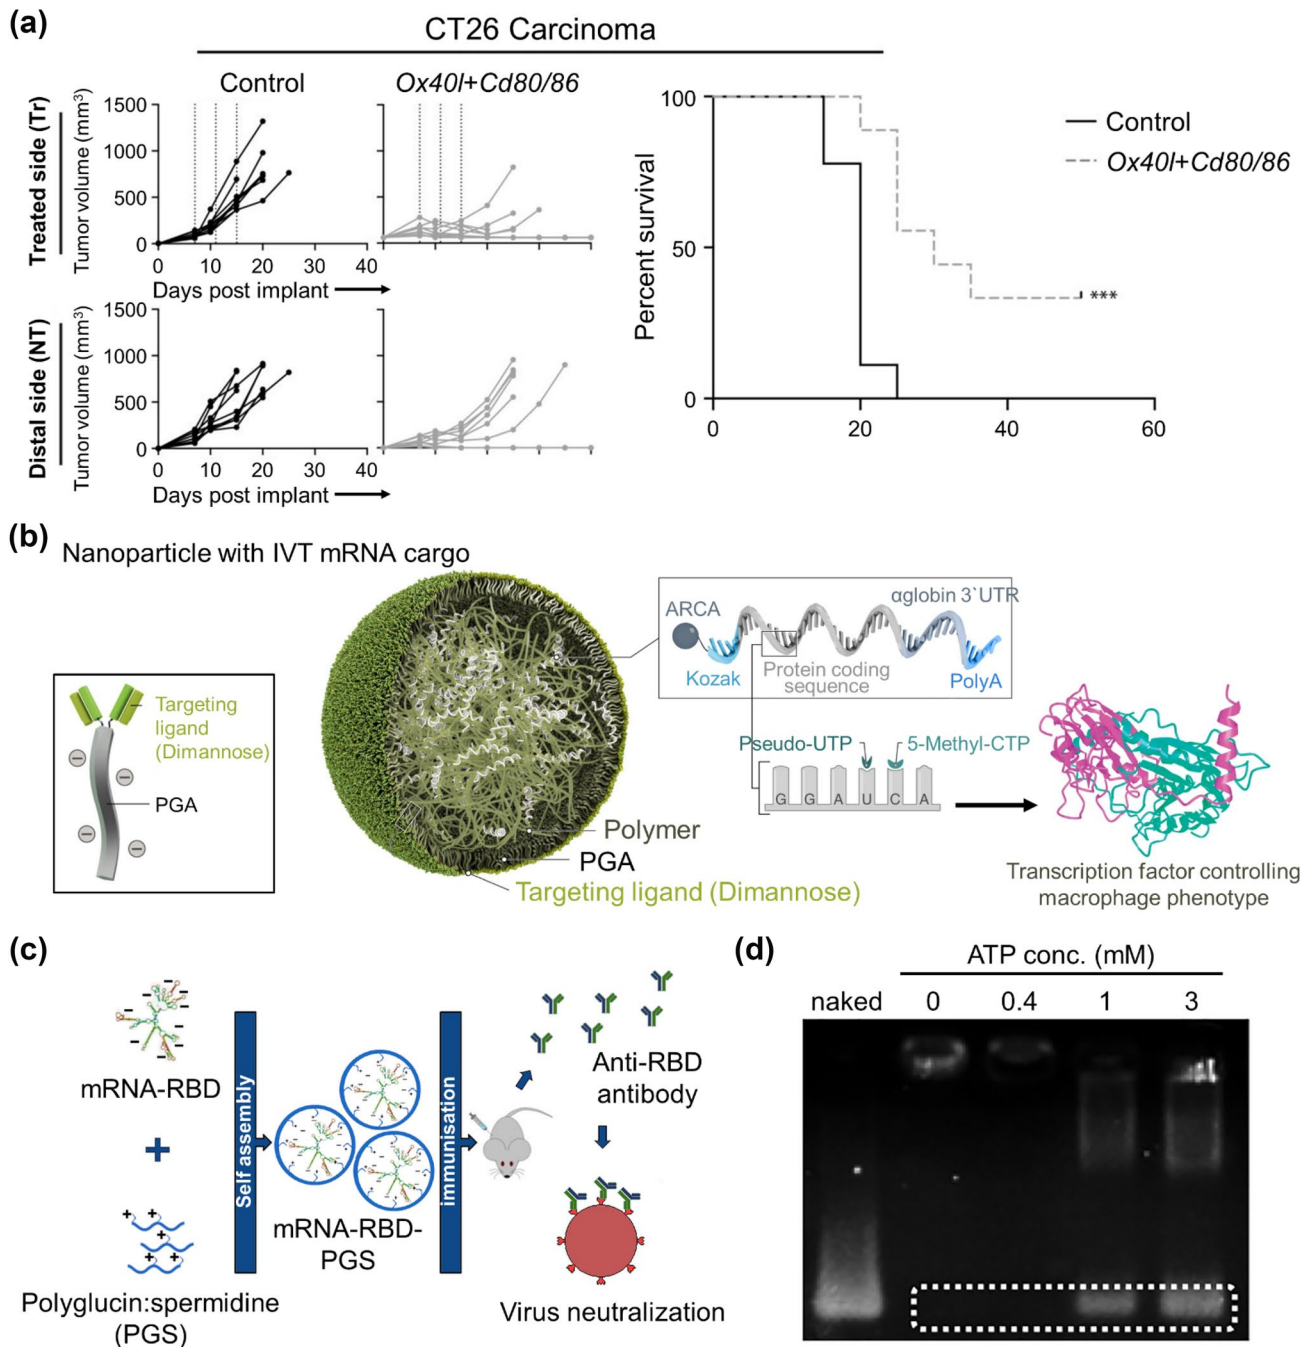 (a)
CT26 Carcinoma
Control
Ox40l+Cd80/86
Treated side (Tr)
Tumor volume (mm³)
1500
1000
500
0
0 10 20 30 40
Days post implant
Distal side (NT)
Tumor volume (mm³)
1500
1000
500
0
0 10 20 30 40
Days post implant
Percent survival
100
50
0
0 20 40 60
Control
Ox40l+Cd80/86
***
(b)
Nanoparticle with IVT mRNA cargo
Targeting
ligand
(Dimannose)
PGA
Polymer
PGA
Targeting ligand (Dimannose)
ARCA
αglobin 3`UTR
Kozak
Protein coding
sequence
PolyA
Pseudo-UTP
5-Methyl-CTP
G G A U C A
Transcription factor controlling
macrophage phenotype
(c)
mRNA-RBD
+
Polyglucin:spermidine
(PGS)
Self assembly
mRNA-RBD-
PGS
immunisation
Anti-RBD
antibody
Virus neutralization
(d)
ATP conc. (mM)
naked 0 0.4 1 3